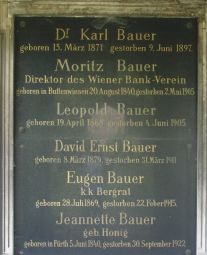 Dr Karl Bauer
geboren 15. März 1871 gestorben 9. Juni 1897.
Moritz Bauer
Direktor des Wiener Bank-Verein
geboren in Buttenwiesen 20 August 1840, gestorben 2. Mai 1905
Leopold Bauer
geboren 19. April 1868 gestorben 4. Juni 1905.
David Ernst Bauer
geboren 8. März 1879, gestorben 31. März 1911
Eugen Bauer
k.k. Bergrat
geboren 28. Juli 1869, gestorben 22. Feber 1915.
Jeannette Bauer
geb. Honig
geboren in Fürth 5. Juni 1840, gestorben 30. September 1922